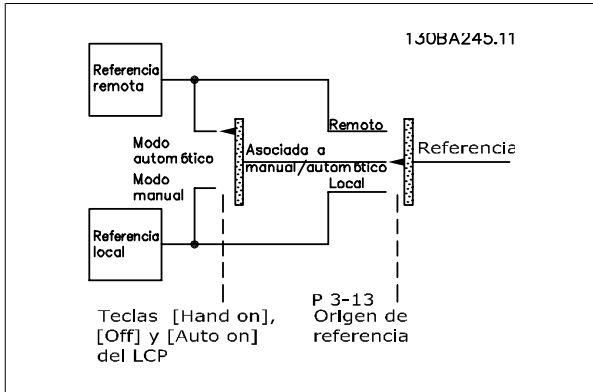 130BA245.11
Referencia
remota
Remoto
Modo
automático
Asociada a
manual/automático
Referencia
Modo
manual
Local
Referencia
local
P 3-13
Origen de
referencia
Teclas [Hand on],
[Off] y [Auto on]
del LCP